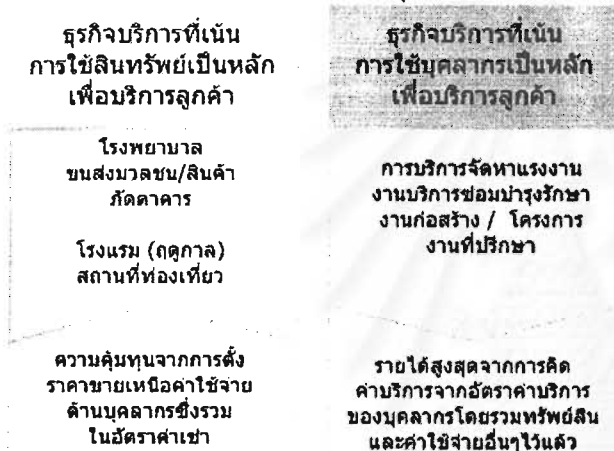 ธุรกิจบริการที่เน้น
การใช้สินทรัพย์เป็นหลัก
เพื่อบริการลูกค้า
โรงพยาบาล
ขนส่งมวลชน/สินค้า
ภัตตาคาร
โรงแรม (ฤดูกาล)
สถานที่ท่องเที่ยว
ความคุ้มทุนจากการตั้ง
ราคาขายเหนือค่าใช้จ่าย
ด้านบุคลากรซึ่งรวม
ในอัตราค่าเช่า
ธุรกิจบริการที่เน้น
การใช้บุคลากรเป็นหลัก
เพื่อบริการลูกค้า
การบริการจัดหาแรงงาน
งานบริการซ่อมบำรุงรักษา
งานก่อสร้าง / โครงการ
งานที่ปรึกษา
รายได้สูงสุดจากการคิด
ค่าบริการจากอัตราค่าบริการ
ของบุคลากรโดยรวมทรัพย์สิน
และค่าใช้จ่ายอื่นๆไว้แล้ว